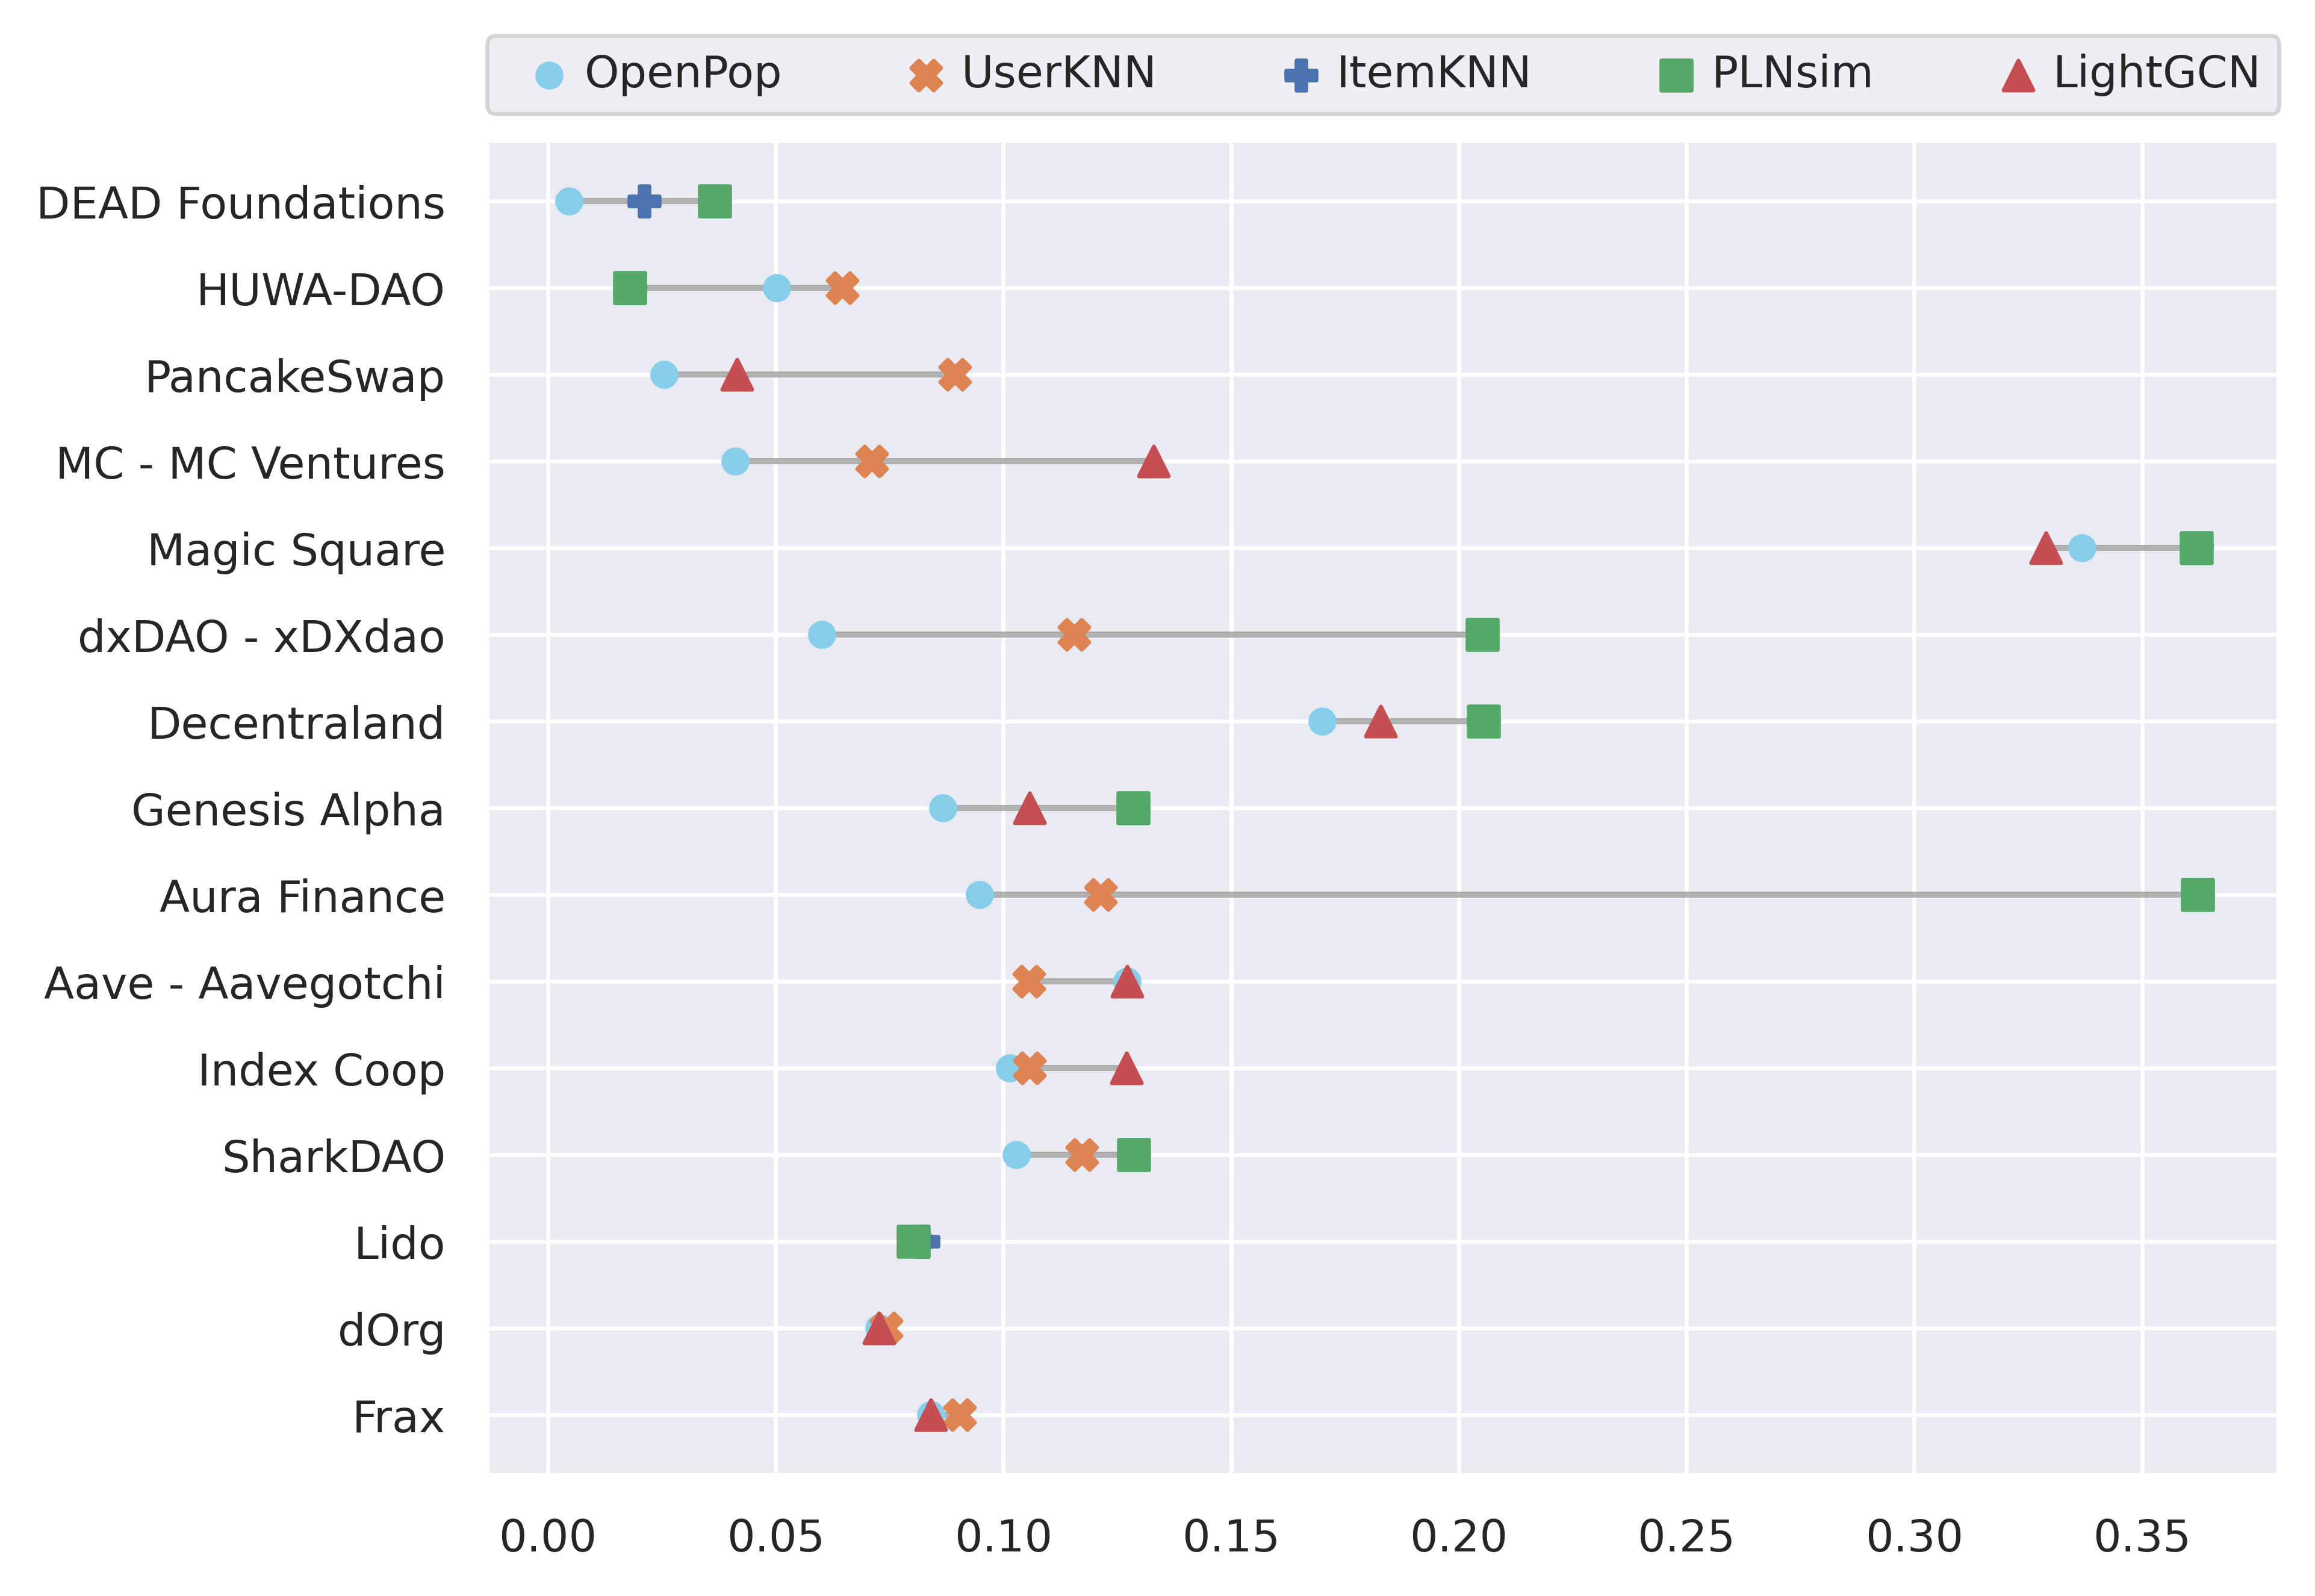 OpenPop UserKNN ItemKNN PLNsim LightGCN
DEAD Foundations
HUWA-DAO
PancakeSwap
MC - MC Ventures
Magic Square
dxDAO - xDXdao
Decentraland
Genesis Alpha
Aura Finance
Aave - Aavegotchi
Index Coop
SharkDAO
Lido
dOrg
Frax
0.00 0.05 0.10 0.15 0.20 0.25 0.30 0.35